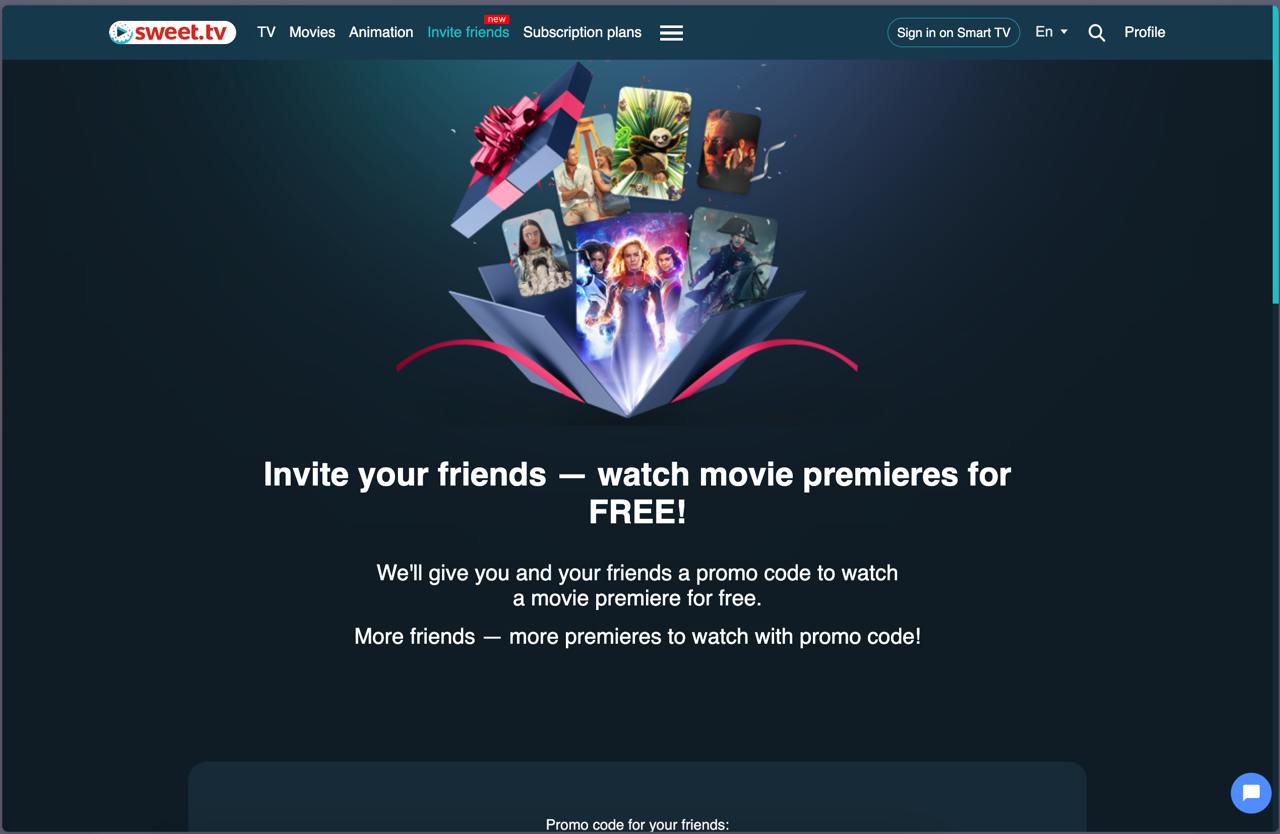 sweet.tv
TV
Movies
Animation
Invite friends
new
Subscription plans
Sign in on Smart TV
En
Profile
Invite your friends — watch movie premieres for
FREE!
We'll give you and your friends a promo code to watch
a movie premiere for free.
More friends — more premieres to watch with promo code!
Promo code for your friends: